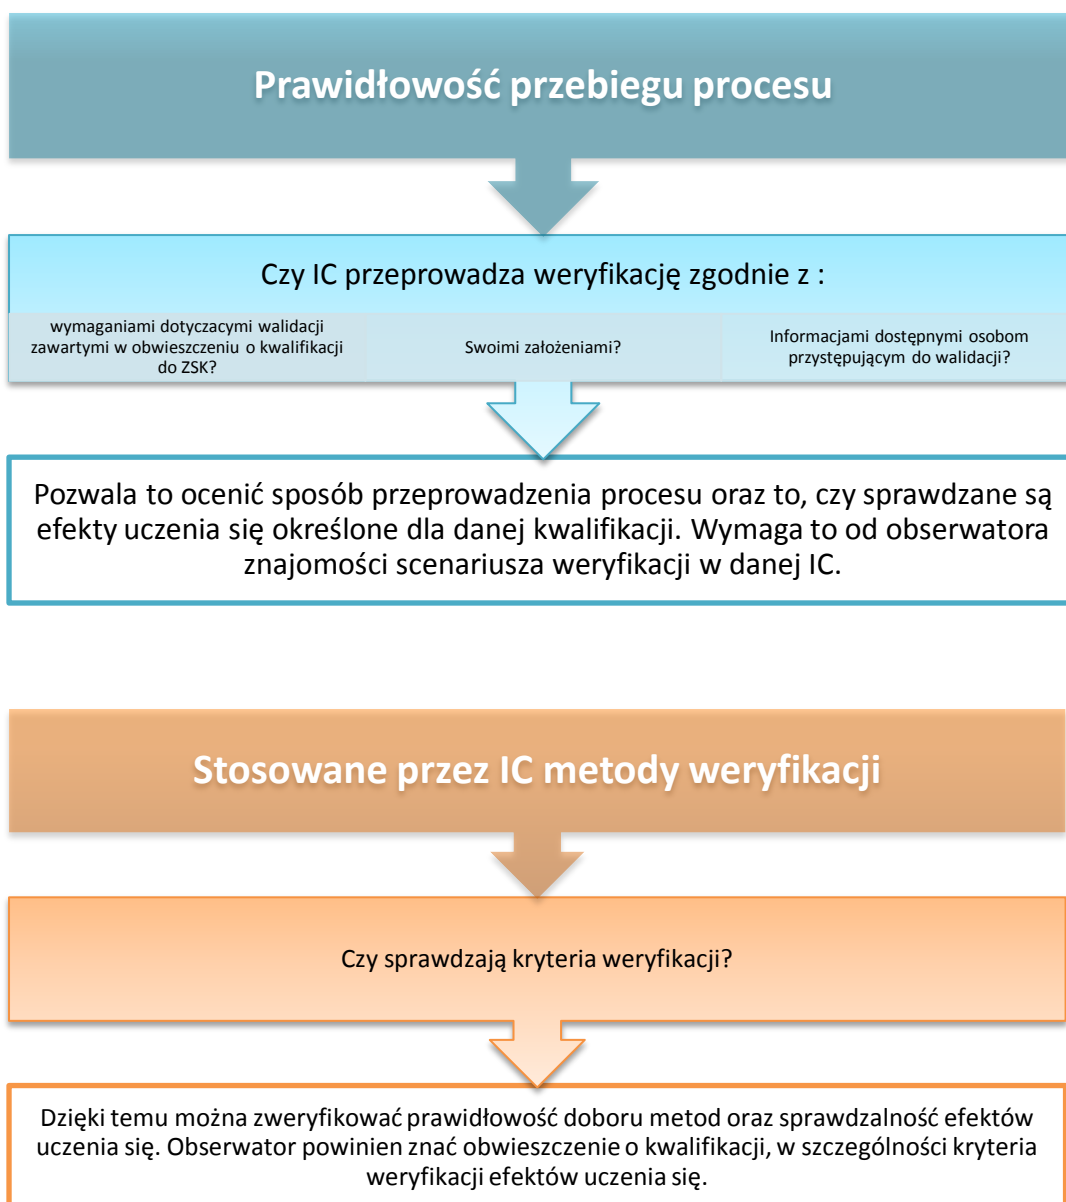 Prawidłowość przebiegu procesu
Czy IC przeprowadza weryfikację zgodnie z :
wymaganiami dotyczacymi walidacji
zawartymi w obwieszczeniu o kwalifikacji
do ZSK?
Swoimi założeniami?
Informacjami dostępnymi osobom
przystępującym do walidacji?
Pozwala to ocenić sposób przeprowadzenia procesu oraz to, czy sprawdzane są
efekty uczenia się określone dla danej kwalifikacji. Wymaga to od obserwatora
znajomości scenariusza weryfikacji w danej IC.
Stosowane przez IC metody weryfikacji
Czy sprawdzają kryteria weryfikacji?
Dzięki temu można zweryfikować prawidłowość doboru metod oraz sprawdzalność efektów
uczenia się. Obserwator powinien znać obwieszczenie o kwalifikacji, w szczególności kryteria
weryfikacji efektów uczenia się.